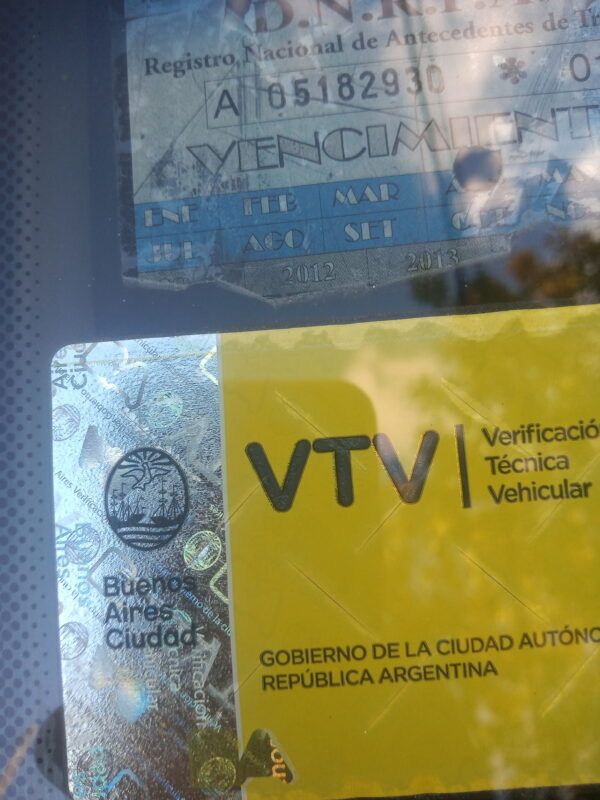 D.N.R.P.A.
Registro Nacional de Antecedentes de
A 05182930 * 01
VENCIMIENT
ENE FEB MAR
JUL AGO SET
2012 2013
VTV
Verificació
Técnica
Vehicular
Buenos
Aires
Ciudad
GOBIERNO DE LA CIUDAD AUTÓNO
REPÚBLICA ARGENTINA